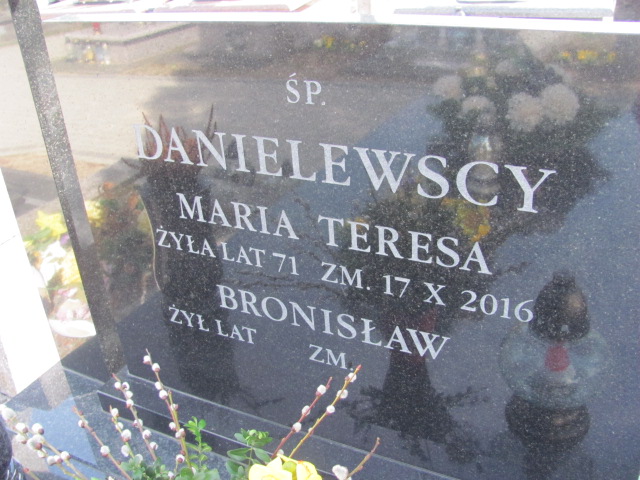 ŚP.
DANIELEWSCY
MARIA TERESA
ŻYŁA LAT 71 ZM. 17 X 2016
BRONISŁAW
ŻYŁ LAT ZM.